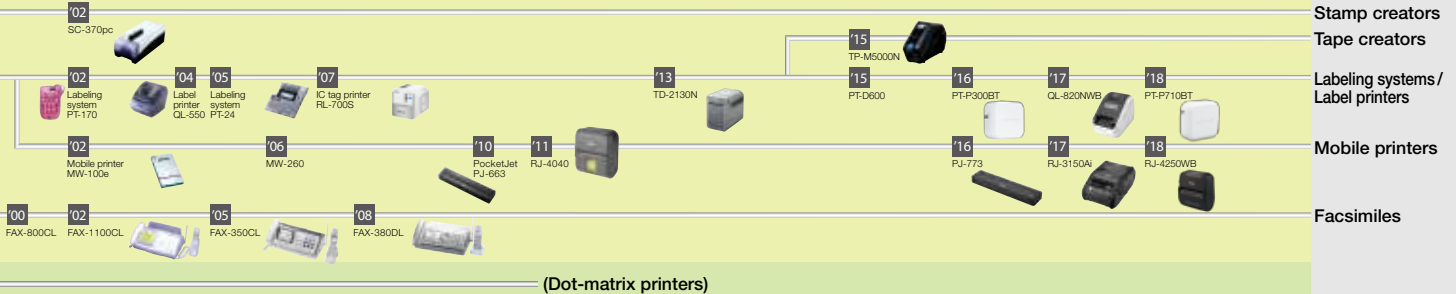 '02
SC-370pc
Stamp creators
'15
TP-M5000N
Tape creators
'02
Labeling
system
PT-170
'04
Label
printer
QL-550
'05
Labeling
system
PT-24
'07
IC tag printer
RL-700S
'13
TD-2130N
'15
PT-D600
'16
PT-P300BT
'17
QL-820NWB
'18
PT-P710BT
Labeling systems /
Label printers
'02
Mobile printer
MW-100e
'06
MW-260
'10
PocketJet
PJ-663
'11
RJ-4040
'16
PJ-773
'17
RJ-3150Ai
'18
RJ-4250WB
Mobile printers
'00
FAX-800CL
'02
FAX-1100CL
'05
FAX-350CL
'08
FAX-380DL
Facsimiles
(Dot-matrix printers)